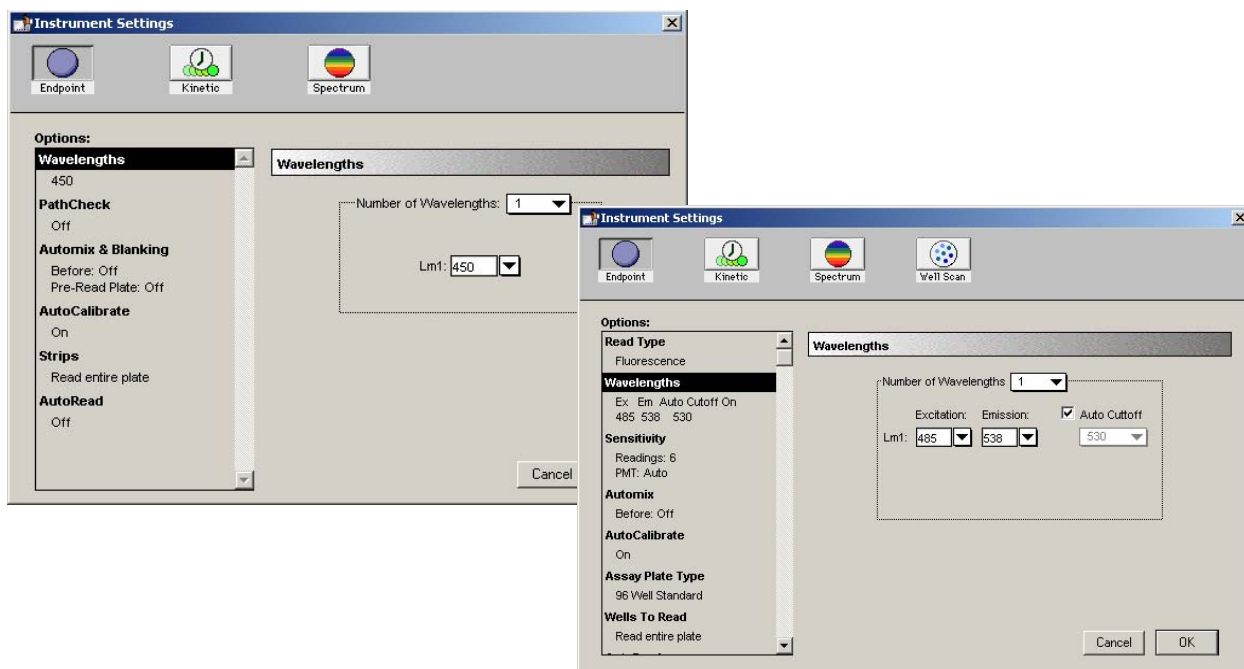 Instrument Settings
Endpoint
Kinetic
Spectrum
Options:
Wavelengths
450
PathCheck
Off
Automix & Blanking
Before: Off
Pre-Read Plate: Off
AutoCalibrate
On
Strips
Read entire plate
AutoRead
Off
Wavelengths
Number of Wavelengths: 1
Lm1: 450
Cancel
Instrument Settings
Endpoint
Kinetic
Spectrum
Well Scan
Options:
Read Type
Fluorescence
Wavelengths
Ex Em Auto Cutoff On
485 538 530
Sensitivity
Readings: 6
PMT: Auto
Automix
Before: Off
AutoCalibrate
On
Assay Plate Type
96 Well Standard
Wells To Read
Read entire plate
Wavelengths
Number of Wavelengths 1
Excitation: Emission: Auto Cuttoff
Lm1: 485 538 530
Cancel OK